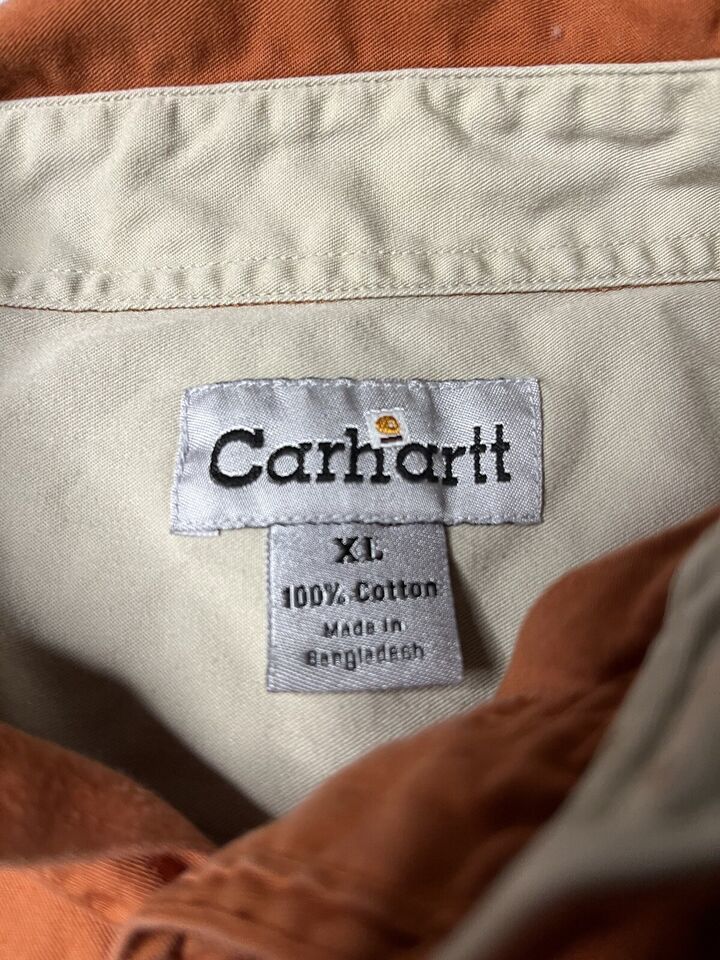 Carhartt
XL
100% Cotton
Made in
Bangladesh